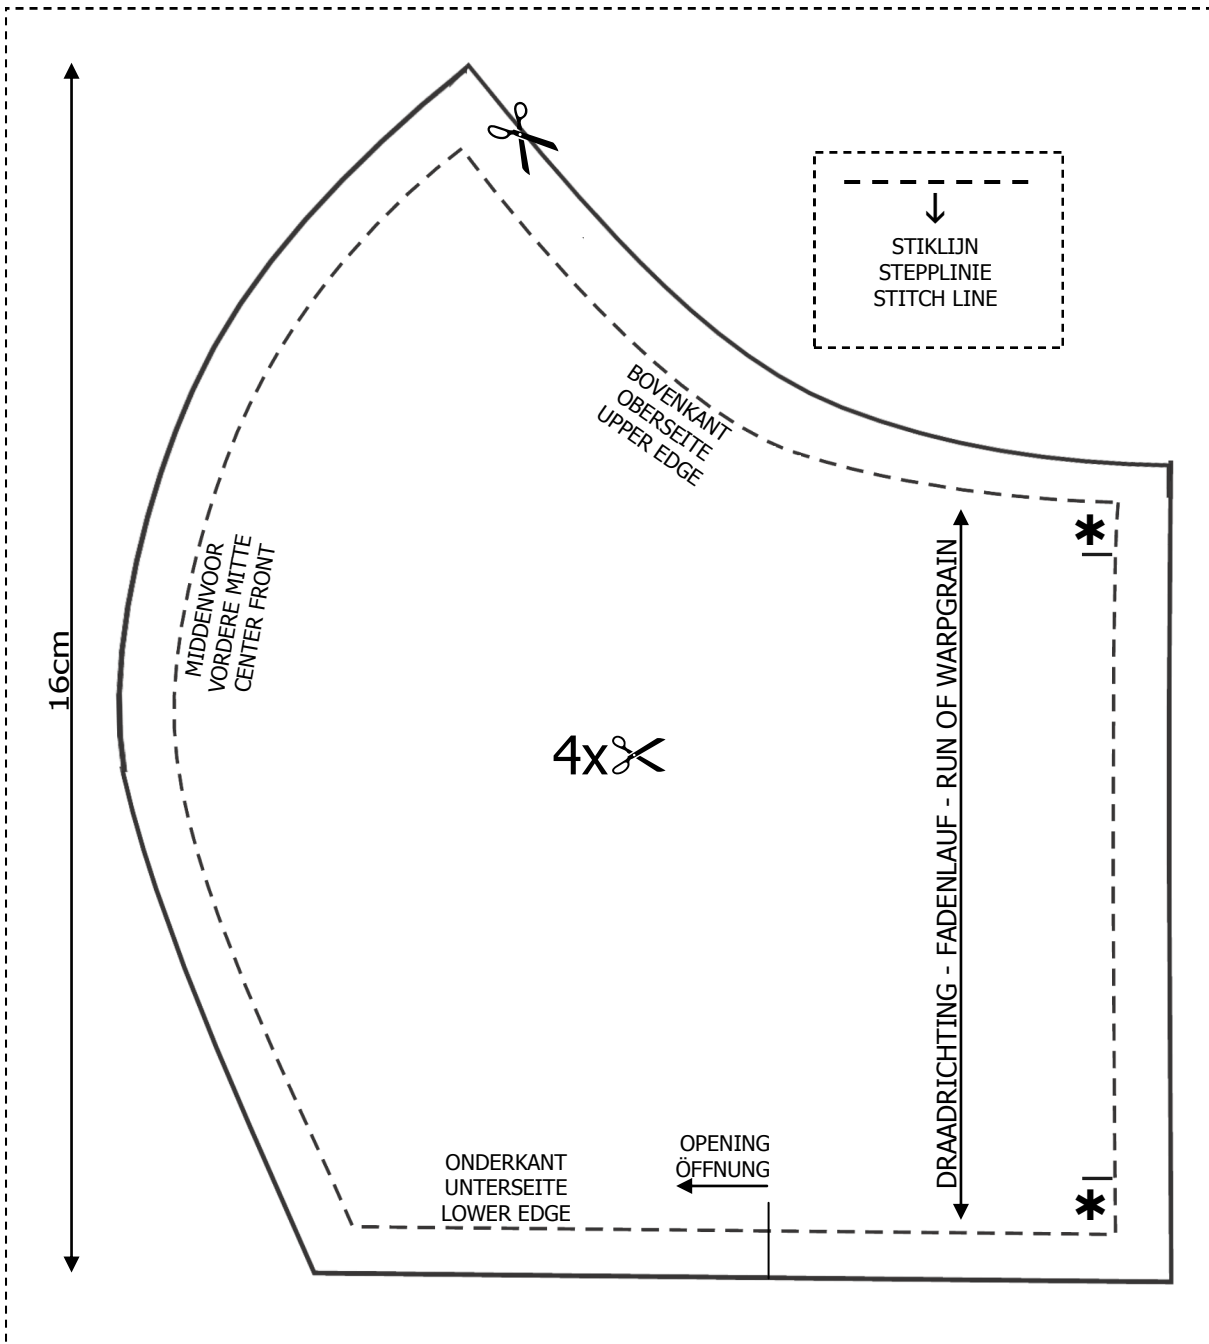 STIKLIJN
STEPPLINIE
STITCH LINE
BOVENKANT
OBERSEITE
UPPER EDGE
MIDDENVOOR
VORDERE MITTE
CENTER FRONT
16cm
4x
DRAADRICHTING - FADENLAUF - RUN OF WARPGRAIN
*
*
OPENING
ÖFFNUNG
ONDERKANT
UNTERSEITE
LOWER EDGE